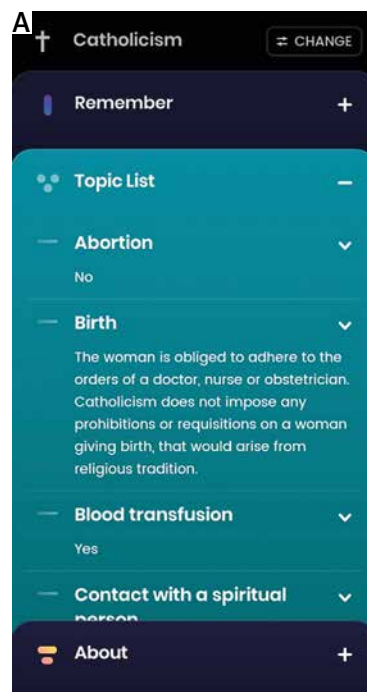 A
Catholicism
CHANGE
Remember
Topic List
Abortion
No
Birth
The woman is obliged to adhere to the
orders of a doctor, nurse or obstetrician.
Catholicism does not impose any
prohibitions or requisitions on a woman
giving birth, that would arise from
religious tradition.
Blood transfusion
Yes
Contact with a spiritual
person
About